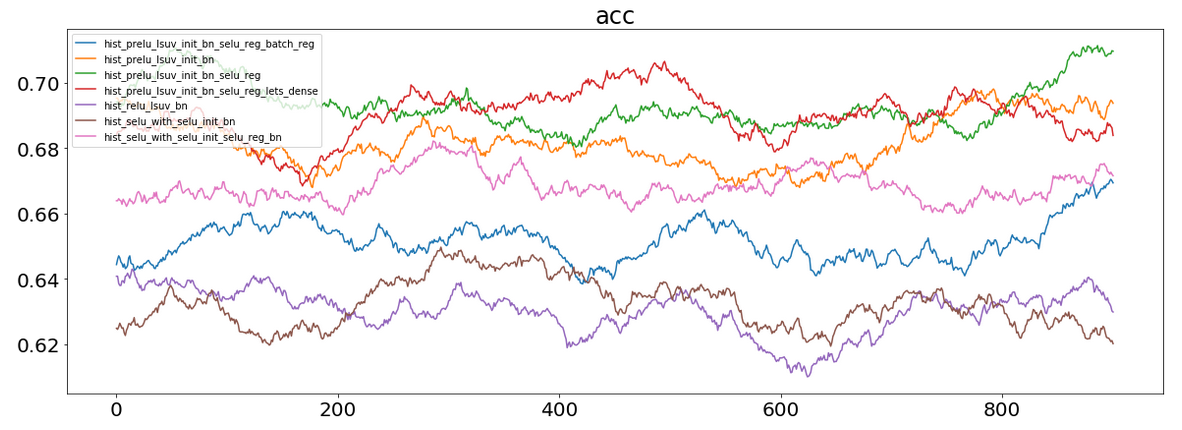 acc
hist_prelu_lsuv_init_bn_selu_reg_batch_reg
hist_prelu_lsuv_init_bn
hist_prelu_lsuv_init_bn_selu_reg
hist_prelu_lsuv_init_bn_selu_reg_lets_dense
hist_relu_lsuv_bn
hist_selu_with_selu_init_bn
hist_selu_with_selu_init_selu_reg_bn
0.70
0.68
0.66
0.64
0.62
0 200 400 600 800